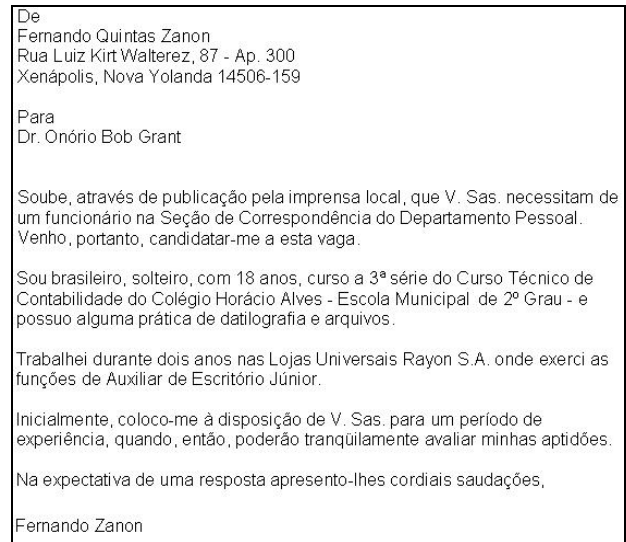 De
Fernando Quintas Zanon
Rua Luiz Kirt Walterez, 87 - Ap. 300
Xenápolis, Nova Yolanda 14506-159
Para
Dr. Onório Bob Grant
Soube, através de publicação pela imprensa local, que V. Sas. necessitam de
um funcionário na Seção de Correspondência do Departamento Pessoal.
Venho, portanto, candidatar-me a esta vaga.
Sou brasileiro, solteiro, com 18 anos, curso a 3ª série do Curso Técnico de
Contabilidade do Colégio Horácio Alves - Escola Municipal de 2º Grau - e
possuo alguma prática de datilografia e arquivos.
Trabalhei durante dois anos nas Lojas Universais Rayon S.A. onde exerci as
funções de Auxiliar de Escritório Júnior.
Inicialmente, coloco-me à disposição de V. Sas. para um período de
experiência, quando, então, poderão tranqüilamente avaliar minhas aptidões.
Na expectativa de uma resposta apresento-lhes cordiais saudações,
Fernando Zanon